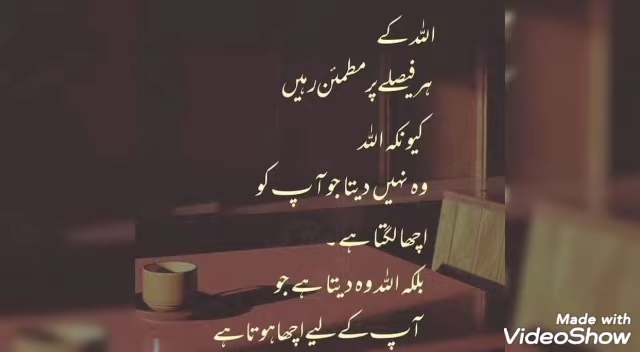 اللہ کے
ہر فیصلے پر مطمئن رہیں
کیونکہ اللہ
وہ نہیں دیتا جو آپ کو
اچھا لگتا ہے۔
بلکہ اللہ وہ دیتا ہے جو
آپ کے لیے اچھا ہوتا ہے
Made with
VideoShow